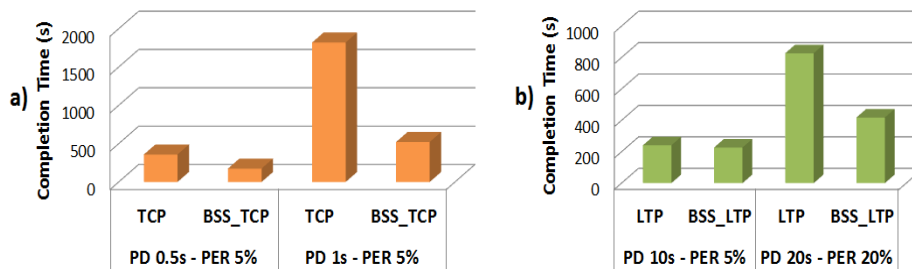 a)
Completion Time (s)
2000
1500
1000
500
0
TCP BSS_TCP TCP BSS_TCP
PD 0.5s - PER 5% PD 1s - PER 5%
b)
Completion Time (s)
1000
800
600
400
200
0
LTP BSS_LTP LTP BSS_LTP
PD 10s - PER 5% PD 20s - PER 20%